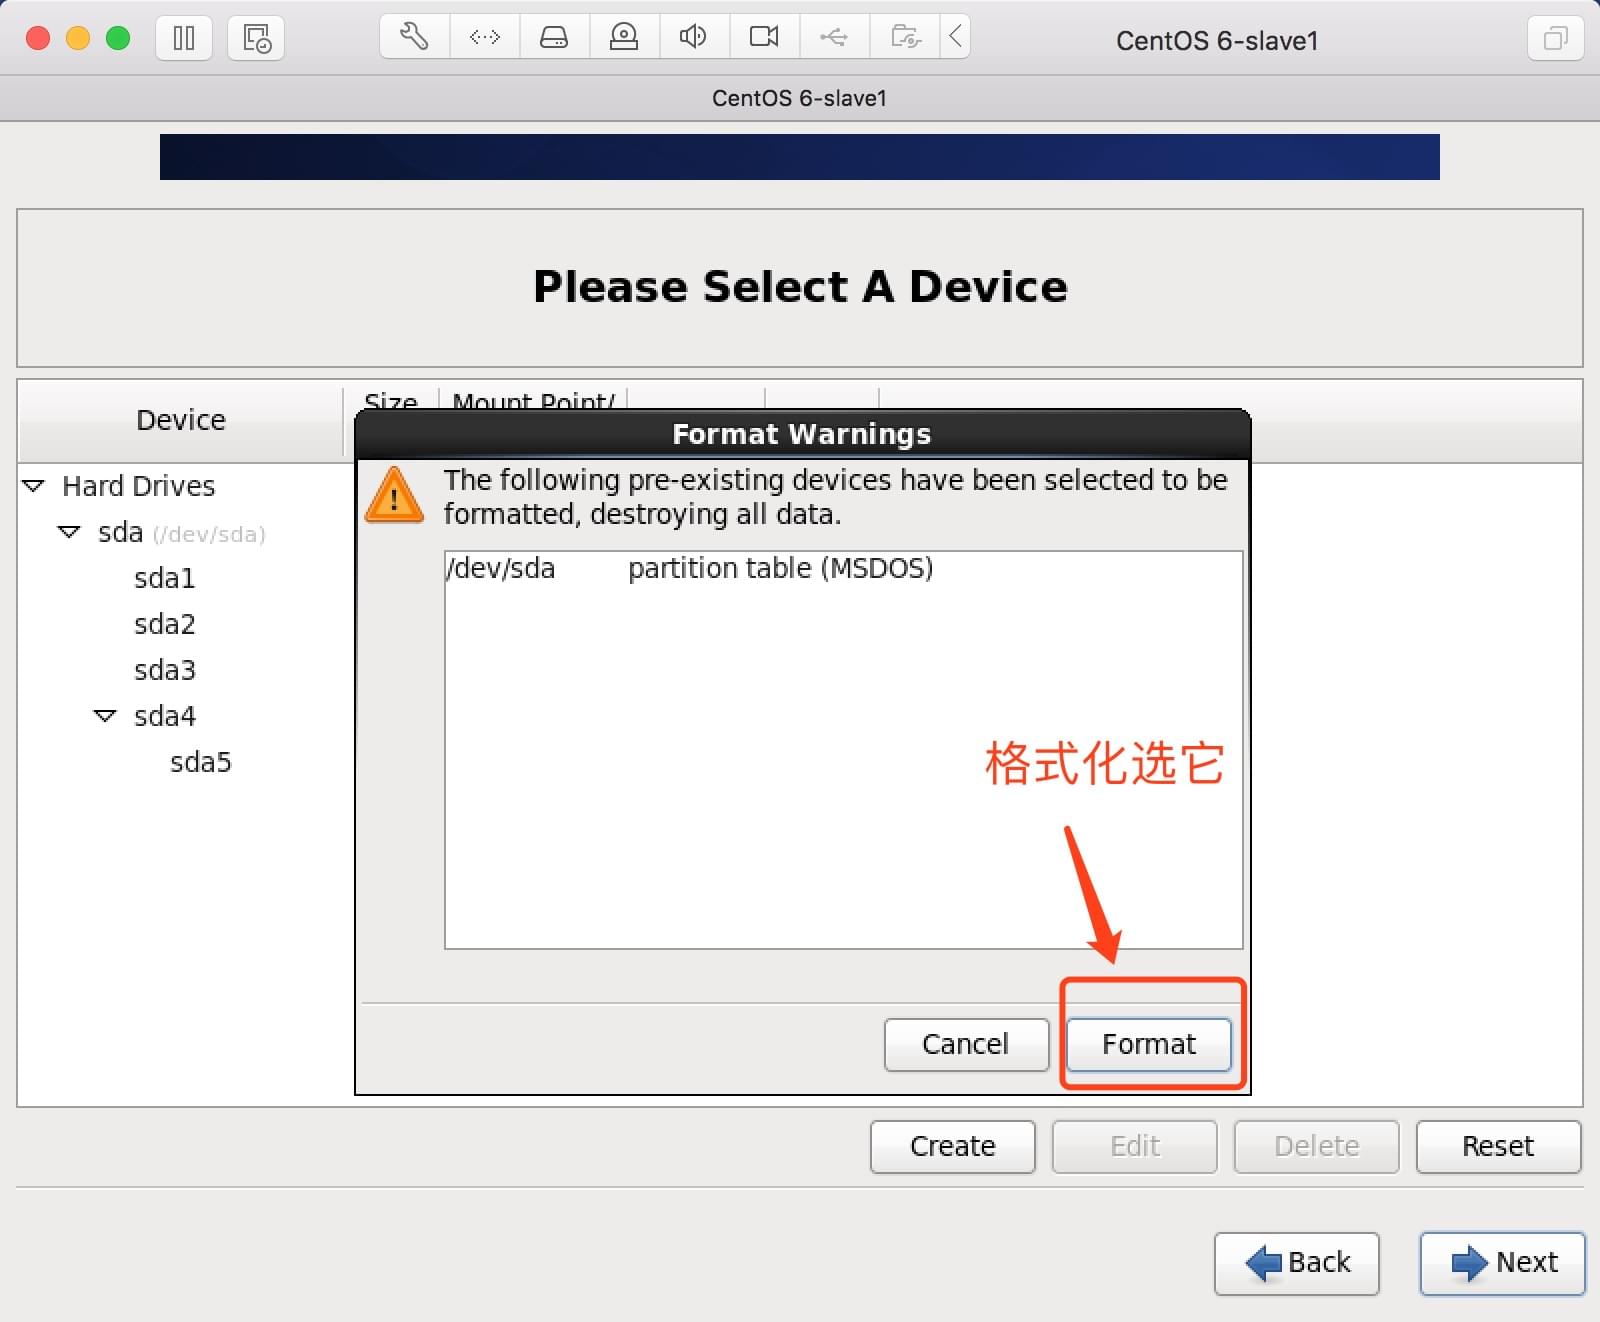 CentOS 6-slave1
CentOS 6-slave1
Please Select A Device
Device
Size
Mount Point/
Hard Drives
sda (/dev/sda)
sda1
sda2
sda3
sda4
sda5
Format Warnings
The following pre-existing devices have been selected to be
formatted, destroying all data.
/dev/sda partition table (MSDOS)
格式化选它
Cancel Format
Create Edit Delete Reset
Back Next